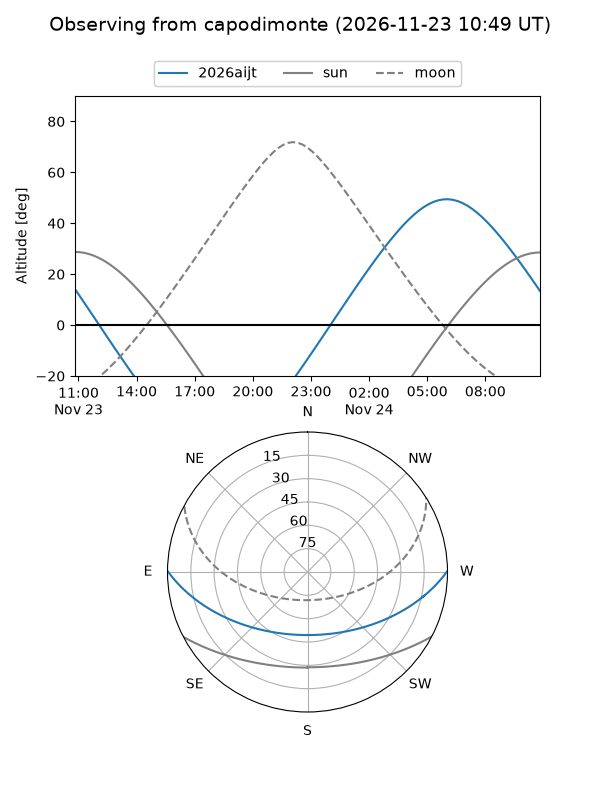 Observing from capodimonte (2026-11-23 10:49 UT)
2026aijt sun moon
Altitude [deg]
80
60
40
20
0
−20
11:00 14:00 17:00 20:00 23:00 02:00 05:00 08:00
Nov 23 Nov 24
N
NE NW
15
30
45
60
75
E W
SE SW
S